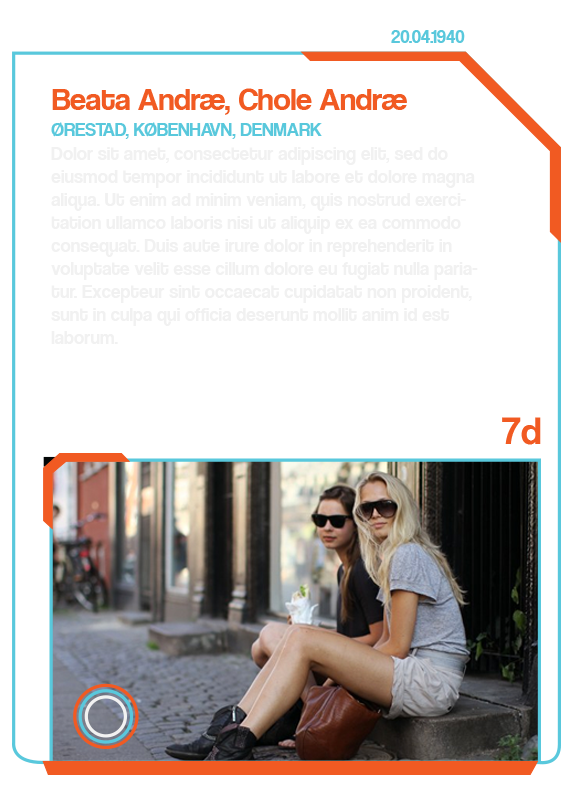 20.04.1940
Beata Andræ, Chole Andræ
ØRESTAD, KØBENHAVN, DENMARK
Dolor sit amet, consectetur adipiscing elit, sed do
eiusmod tempor incididunt ut labore et dolore magna
aliqua. Ut enim ad minim veniam, quis nostrud exerci-
tation ullamco laboris nisi ut aliquip ex ea commodo
consequat. Duis aute irure dolor in reprehenderit in
voluptate velit esse cillum dolore eu fugiat nulla paria-
tur. Excepteur sint occaecat cupidatat non proident,
sunt in culpa qui officia deserunt mollit anim id est
laborum.
7d